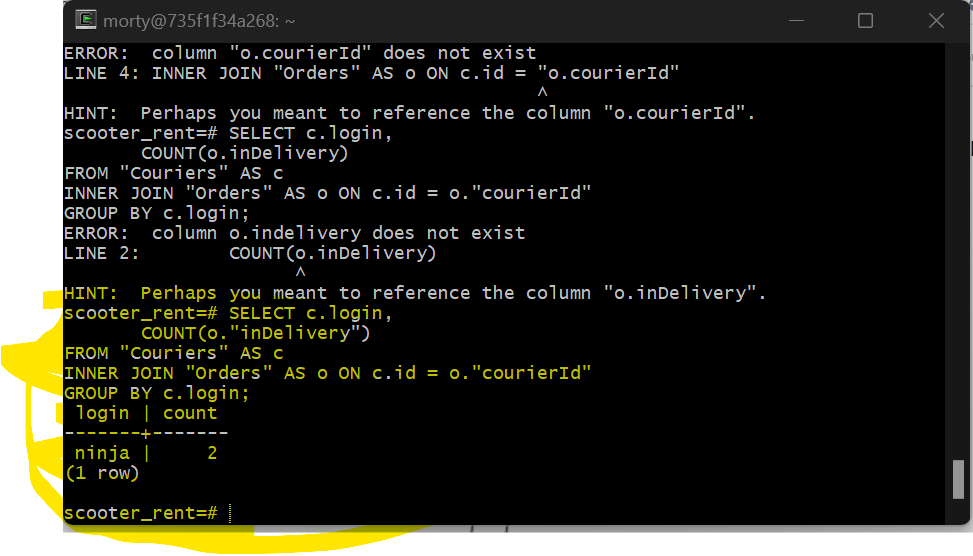 morty@735f1f34a268: ~
ERROR:  column "o.courierId" does not exist
LINE 4: INNER JOIN "Orders" AS o ON c.id = "o.courierId"
                                           ^
HINT:  Perhaps you meant to reference the column "o.courierId".
scooter_rent=# SELECT c.login,
       COUNT(o.inDelivery)
FROM "Couriers" AS c
INNER JOIN "Orders" AS o ON c.id = o."courierId"
GROUP BY c.login;
ERROR:  column o.indelivery does not exist
LINE 2:        COUNT(o.inDelivery)
                     ^
HINT:  Perhaps you meant to reference the column "o.inDelivery".
scooter_rent=# SELECT c.login,
       COUNT(o."inDelivery")
FROM "Couriers" AS c
INNER JOIN "Orders" AS o ON c.id = o."courierId"
GROUP BY c.login;
 login | count
-------+-------
 ninja |     2
(1 row)
scooter_rent=#